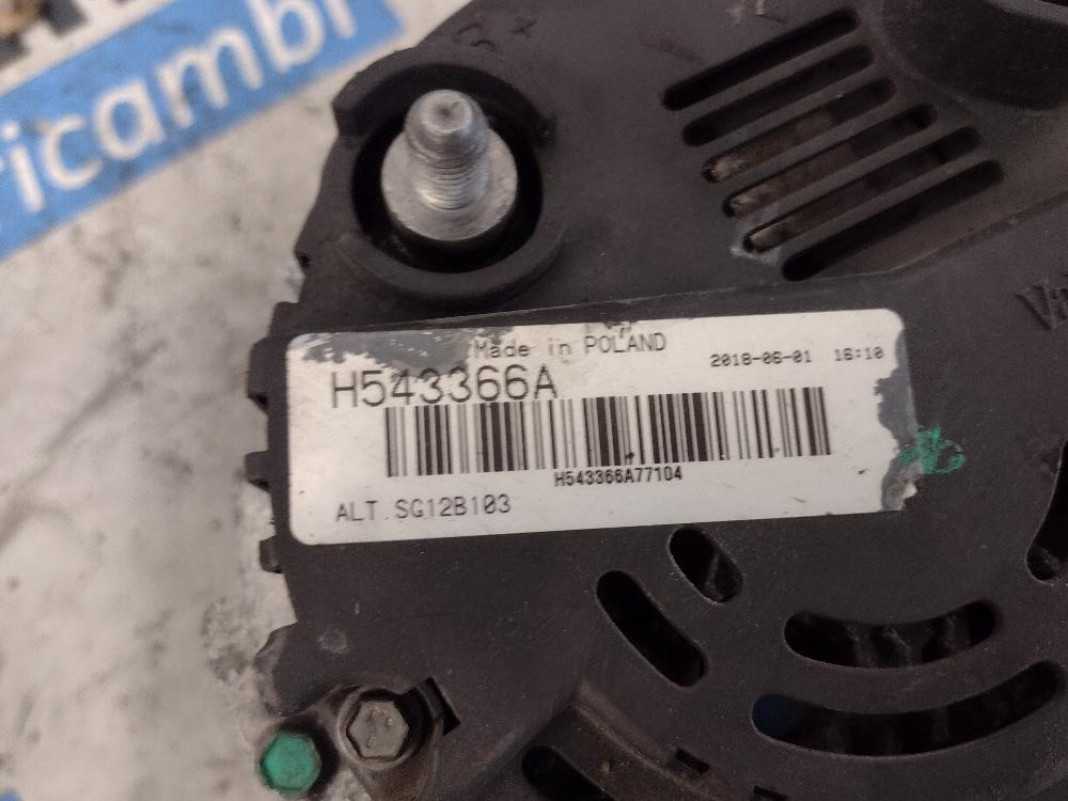 ricambi
B+
Made in POLAND
2018-06-01 16:10
H543366A
H543366A77104
ALT.SG12B103